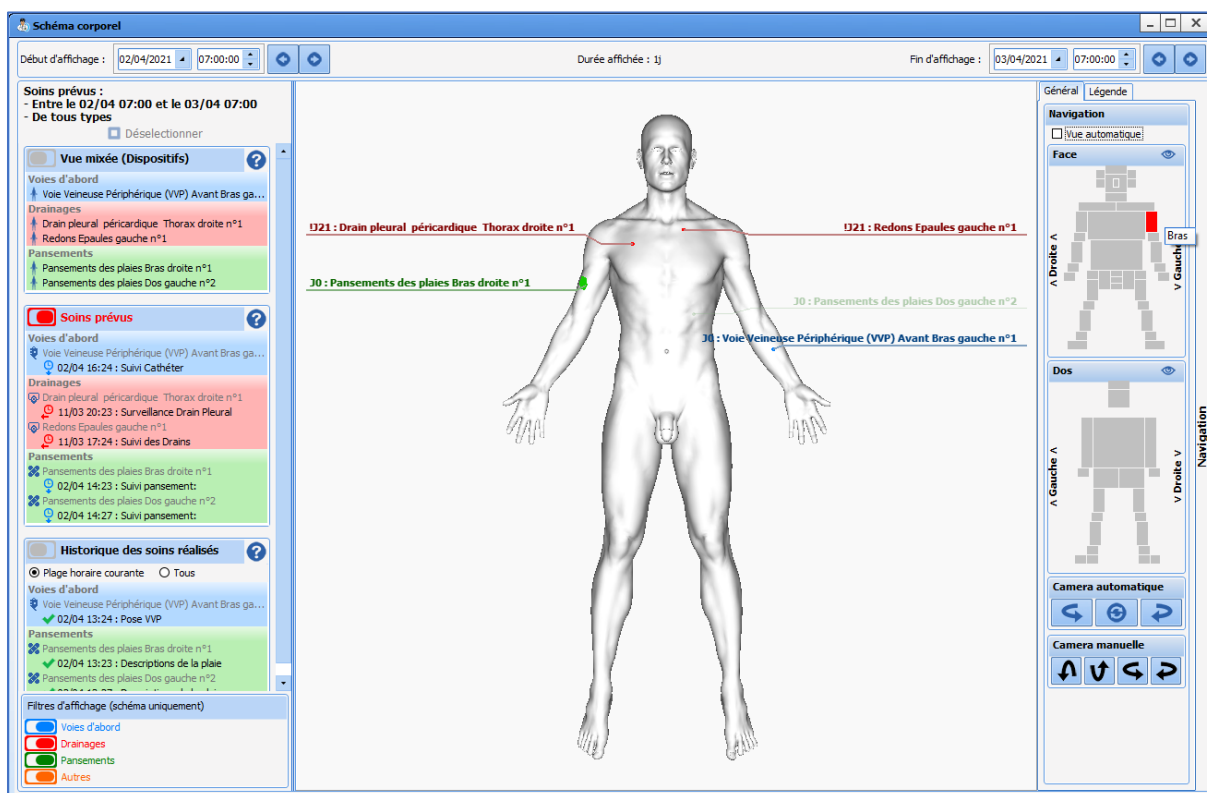 Schéma corporel
Début d'affichage : 02/04/2021 07:00:00
Durée affichée : 1j
Fin d'affichage : 03/04/2021 07:00:00
Soins prévus :
- Entre le 02/04 07:00 et le 03/04 07:00
- De tous types
Déselectionner
Vue mixée (Dispositifs)
Voies d'abord
Voie Veineuse Périphérique (VVP) Avant Bras ga...
Drainages
Drain pleural péricardique Thorax droite n°1
Redons Epaules gauche n°1
Pansements
Pansements des plaies Bras droite n°1
Pansements des plaies Dos gauche n°2
Soins prévus
Voies d'abord
Voie Veineuse Périphérique (VVP) Avant Bras ga...
02/04 16:24 : Suivi Cathéter
Drainages
Drain pleural péricardique Thorax droite n°1
11/03 20:23 : Surveillance Drain Pleural
Redons Epaules gauche n°1
11/03 17:24 : Suivi des Drains
Pansements
Pansements des plaies Bras droite n°1
02/04 14:23 : Suivi pansement:
Pansements des plaies Dos gauche n°2
02/04 14:27 : Suivi pansement:
Historique des soins réalisés
Plage horaire courante Tous
Voies d'abord
Voie Veineuse Périphérique (VVP) Avant Bras ga...
02/04 13:24 : Pose VVP
Pansements
Pansements des plaies Bras droite n°1
02/04 13:23 : Descriptions de la plaie
Pansements des plaies Dos gauche n°2
Filtres d'affichage (schéma uniquement)
Voies d'abord
Drainages
Pansements
Autres
!J21 : Drain pleural péricardique Thorax droite n°1
!J21 : Redons Epaules gauche n°1
J0 : Pansements des plaies Bras droite n°1
J0 : Pansements des plaies Dos gauche n°2
J0 : Voie Veineuse Périphérique (VVP) Avant Bras gauche n°1
Général Légende
Navigation
Vue automatique
Face
Bras
< Droite <
> Gauche >
Dos
< Gauche <
> Droite >
Camera automatique
Camera manuelle
Navigation